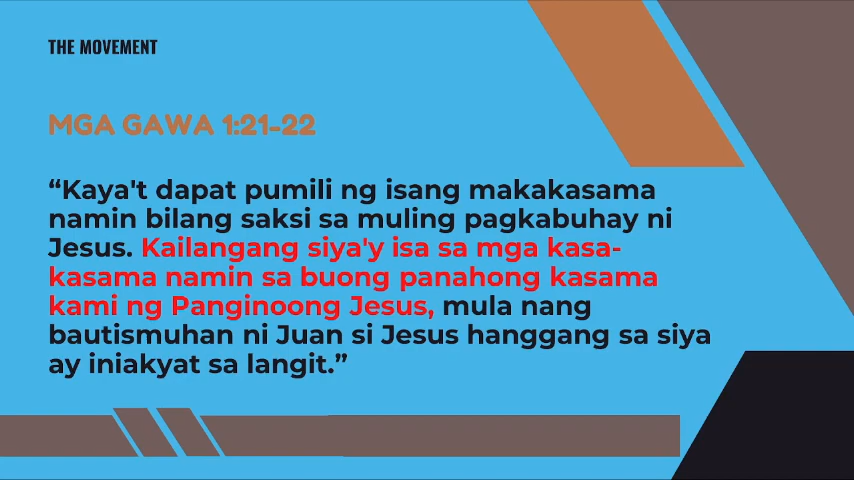 THE MOVEMENT
MGA GAWA 1:21-22
“Kaya't dapat pumili ng isang makakasama
namin bilang saksi sa muling pagkabuhay ni
Jesus. Kailangang siya'y isa sa mga kasa-
kasama namin sa buong panahong kasama
kami ng Panginoong Jesus, mula nang
bautismuhan ni Juan si Jesus hanggang sa siya
ay iniakyat sa langit.”